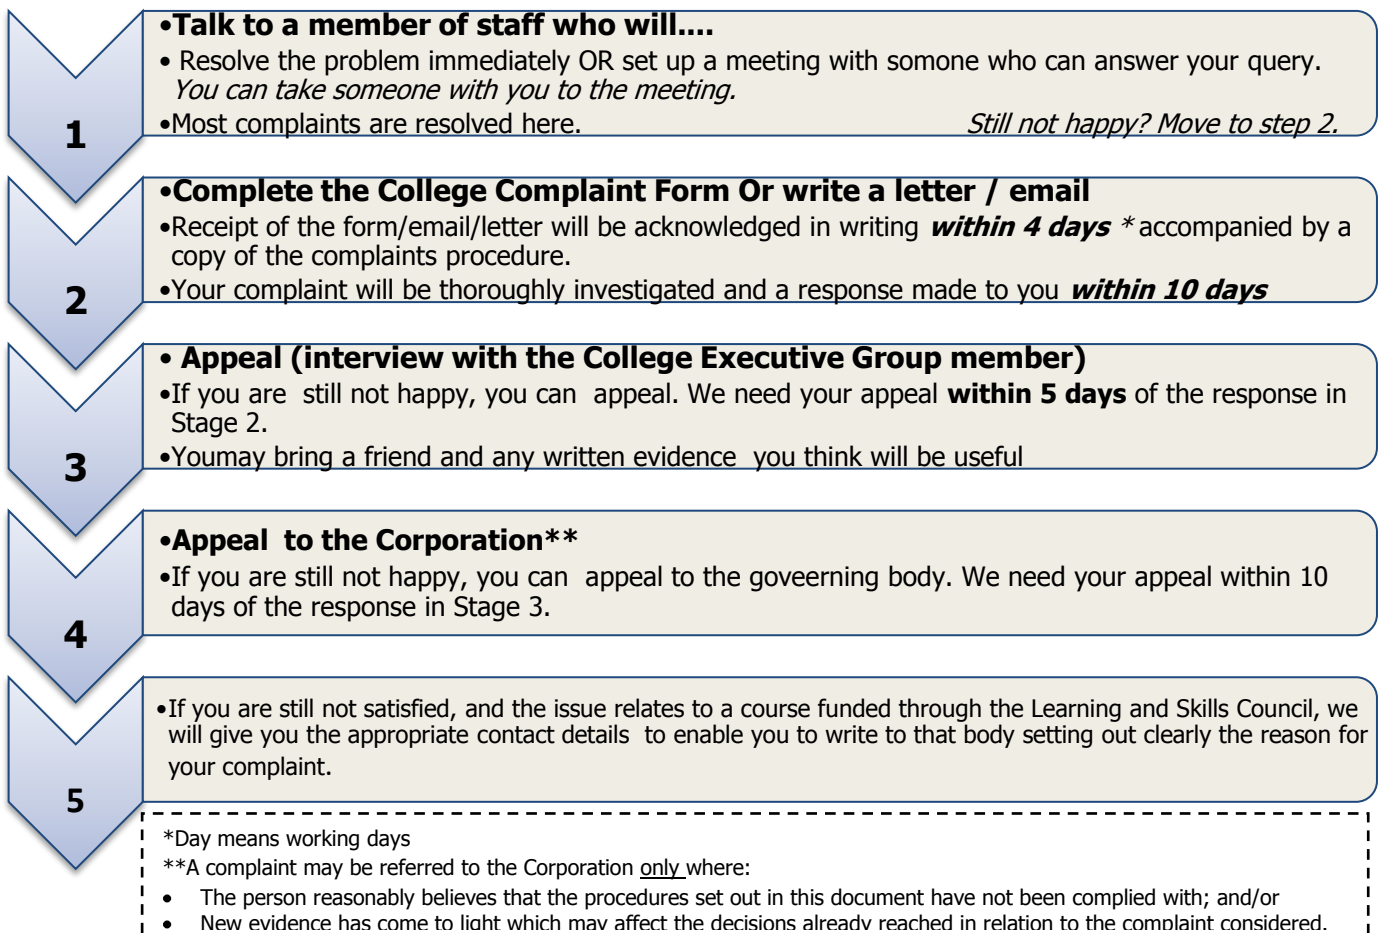 •Talk to a member of staff who will....
• Resolve the problem immediately OR set up a meeting with somone who can answer your query.
You can take someone with you to the meeting.
•Most complaints are resolved here. Still not happy? Move to step 2.
1
•Complete the College Complaint Form Or write a letter / email
•Receipt of the form/email/letter will be acknowledged in writing within 4 days * accompanied by a
copy of the complaints procedure.
•Your complaint will be thoroughly investigated and a response made to you within 10 days
2
• Appeal (interview with the College Executive Group member)
•If you are still not happy, you can appeal. We need your appeal within 5 days of the response in
Stage 2.
•Youmay bring a friend and any written evidence you think will be useful
3
•Appeal to the Corporation**
•If you are still not happy, you can appeal to the goveerning body. We need your appeal within 10
days of the response in Stage 3.
4
•If you are still not satisfied, and the issue relates to a course funded through the Learning and Skills Council, we
will give you the appropriate contact details to enable you to write to that body setting out clearly the reason for
your complaint.
5
*Day means working days
**A complaint may be referred to the Corporation only where:
• The person reasonably believes that the procedures set out in this document have not been complied with; and/or
• New evidence has come to light which may affect the decisions already reached in relation to the complaint considered.